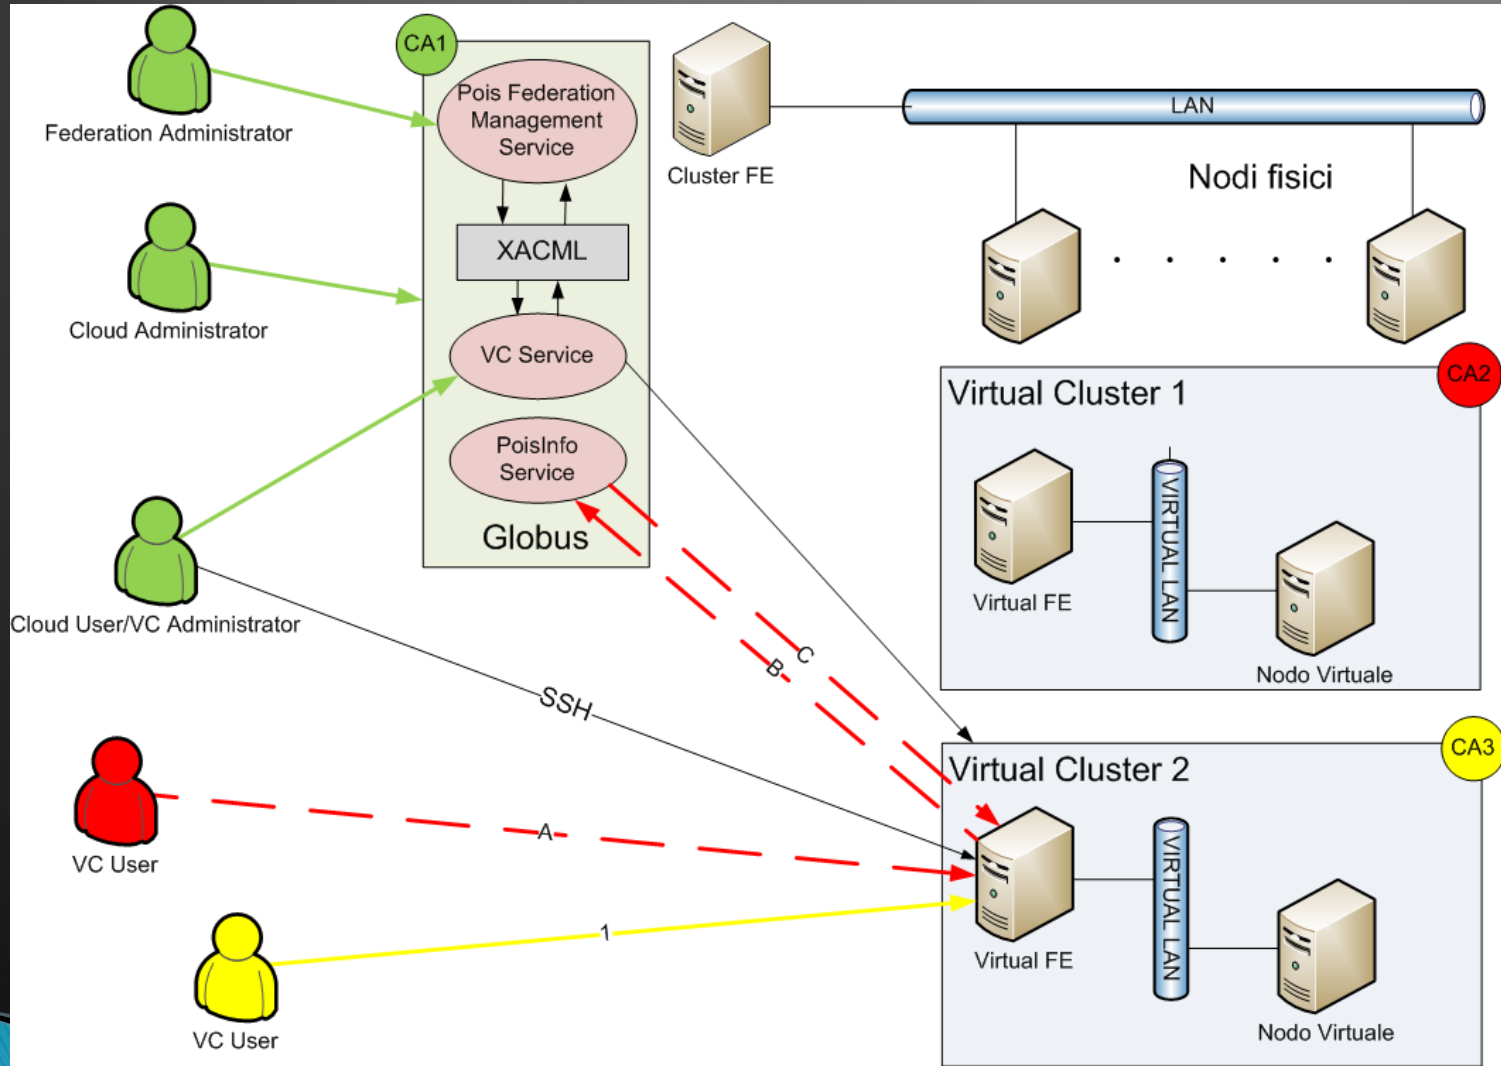 Federation Administrator
Cloud Administrator
Cloud User/VC Administrator
VC User
VC User
CA1
Pois Federation
Management
Service
XACML
VC Service
PoisInfo
Service
Globus
SSH
A
B
C
1
Cluster FE
LAN
Nodi fisici
. . . . .
CA2
Virtual Cluster 1
Virtual FE
VIRTUAL LAN
Nodo Virtuale
CA3
Virtual Cluster 2
Virtual FE
VIRTUAL LAN
Nodo Virtuale